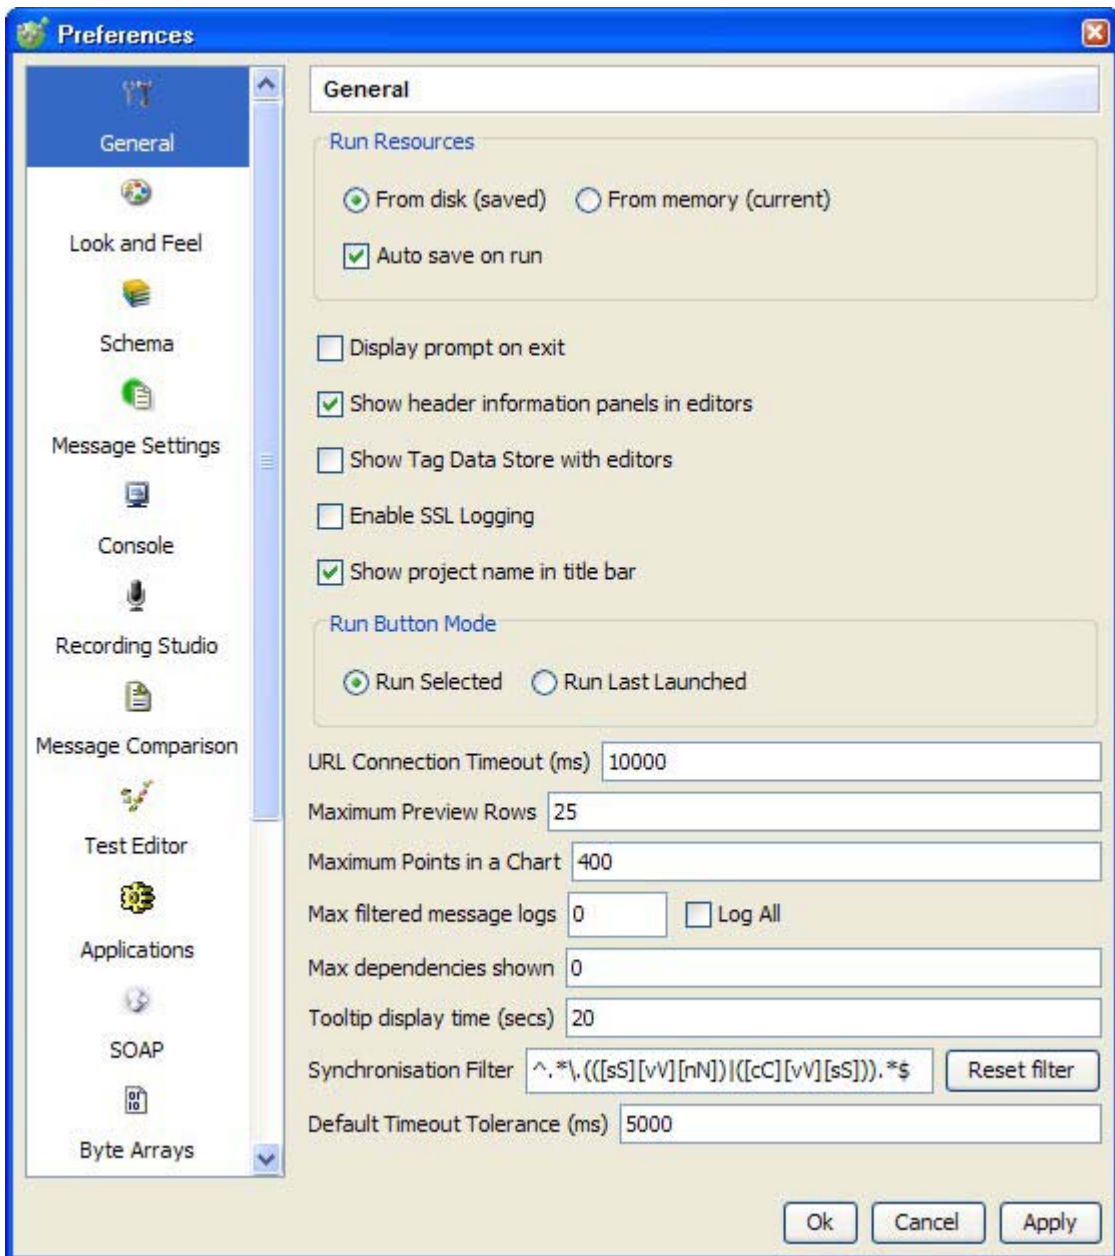 Preferences
General
Look and Feel
Schema
Message Settings
Console
Recording Studio
Message Comparison
Test Editor
Applications
SOAP
Byte Arrays
General
Run Resources
From disk (saved) From memory (current)
Auto save on run
Display prompt on exit
Show header information panels in editors
Show Tag Data Store with editors
Enable SSL Logging
Show project name in title bar
Run Button Mode
Run Selected Run Last Launched
URL Connection Timeout (ms) 10000
Maximum Preview Rows 25
Maximum Points in a Chart 400
Max filtered message logs 0 Log All
Max dependencies shown 0
Tooltip display time (secs) 20
Synchronisation Filter ^.*\.(([sS][vV][nN])|([cC][vV][sS])).*$ Reset filter
Default Timeout Tolerance (ms) 5000
Ok Cancel Apply